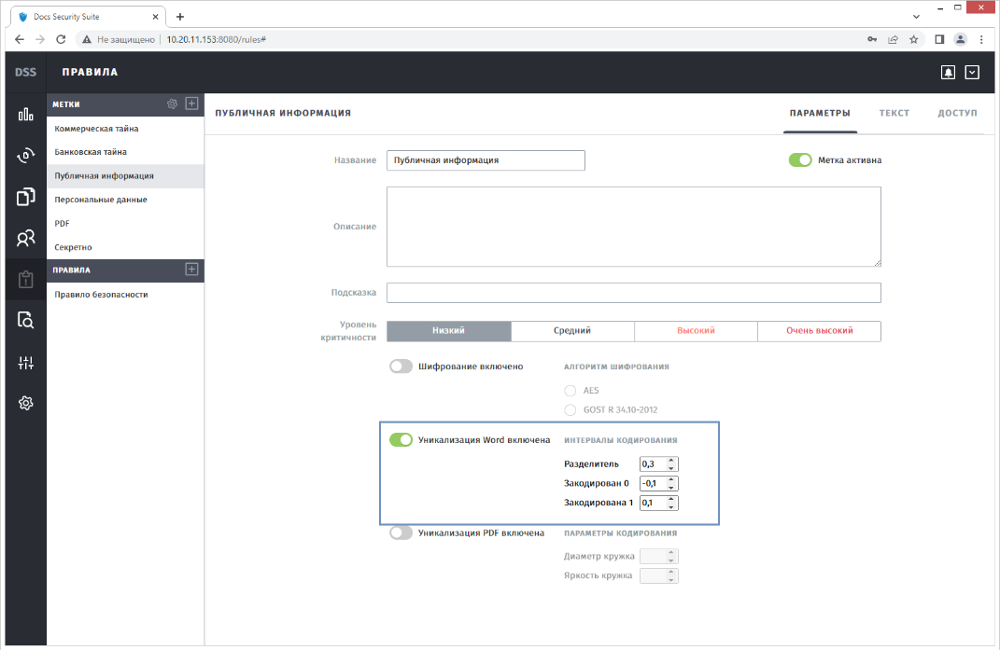 Docs Security Suite
Не защищено
10.20.11.153:8080/rules#
DSS
ПРАВИЛА
МЕТКИ
Коммерческая тайна
Банковская тайна
Публичная информация
Персональные данные
PDF
Секретно
ПРАВИЛА
Правило безопасности
ПУБЛИЧНАЯ ИНФОРМАЦИЯ
ПАРАМЕТРЫ
ТЕКСТ
ДОСТУП
Название
Публичная информация
Метка активна
Описание
Подсказка
Уровень
критичности
Низкий
Средний
Высокий
Очень высокий
Шифрование включено
АЛГОРИТМ ШИФРОВАНИЯ
AES
GOST R 34.10-2012
Уникализация Word включена
ИНТЕРВАЛЫ КОДИРОВАНИЯ
Разделитель 0,3
Закодирован 0 -0,1
Закодирована 1 0,1
Уникализация PDF включена
ПАРАМЕТРЫ КОДИРОВАНИЯ
Диаметр кружка
Яркость кружка